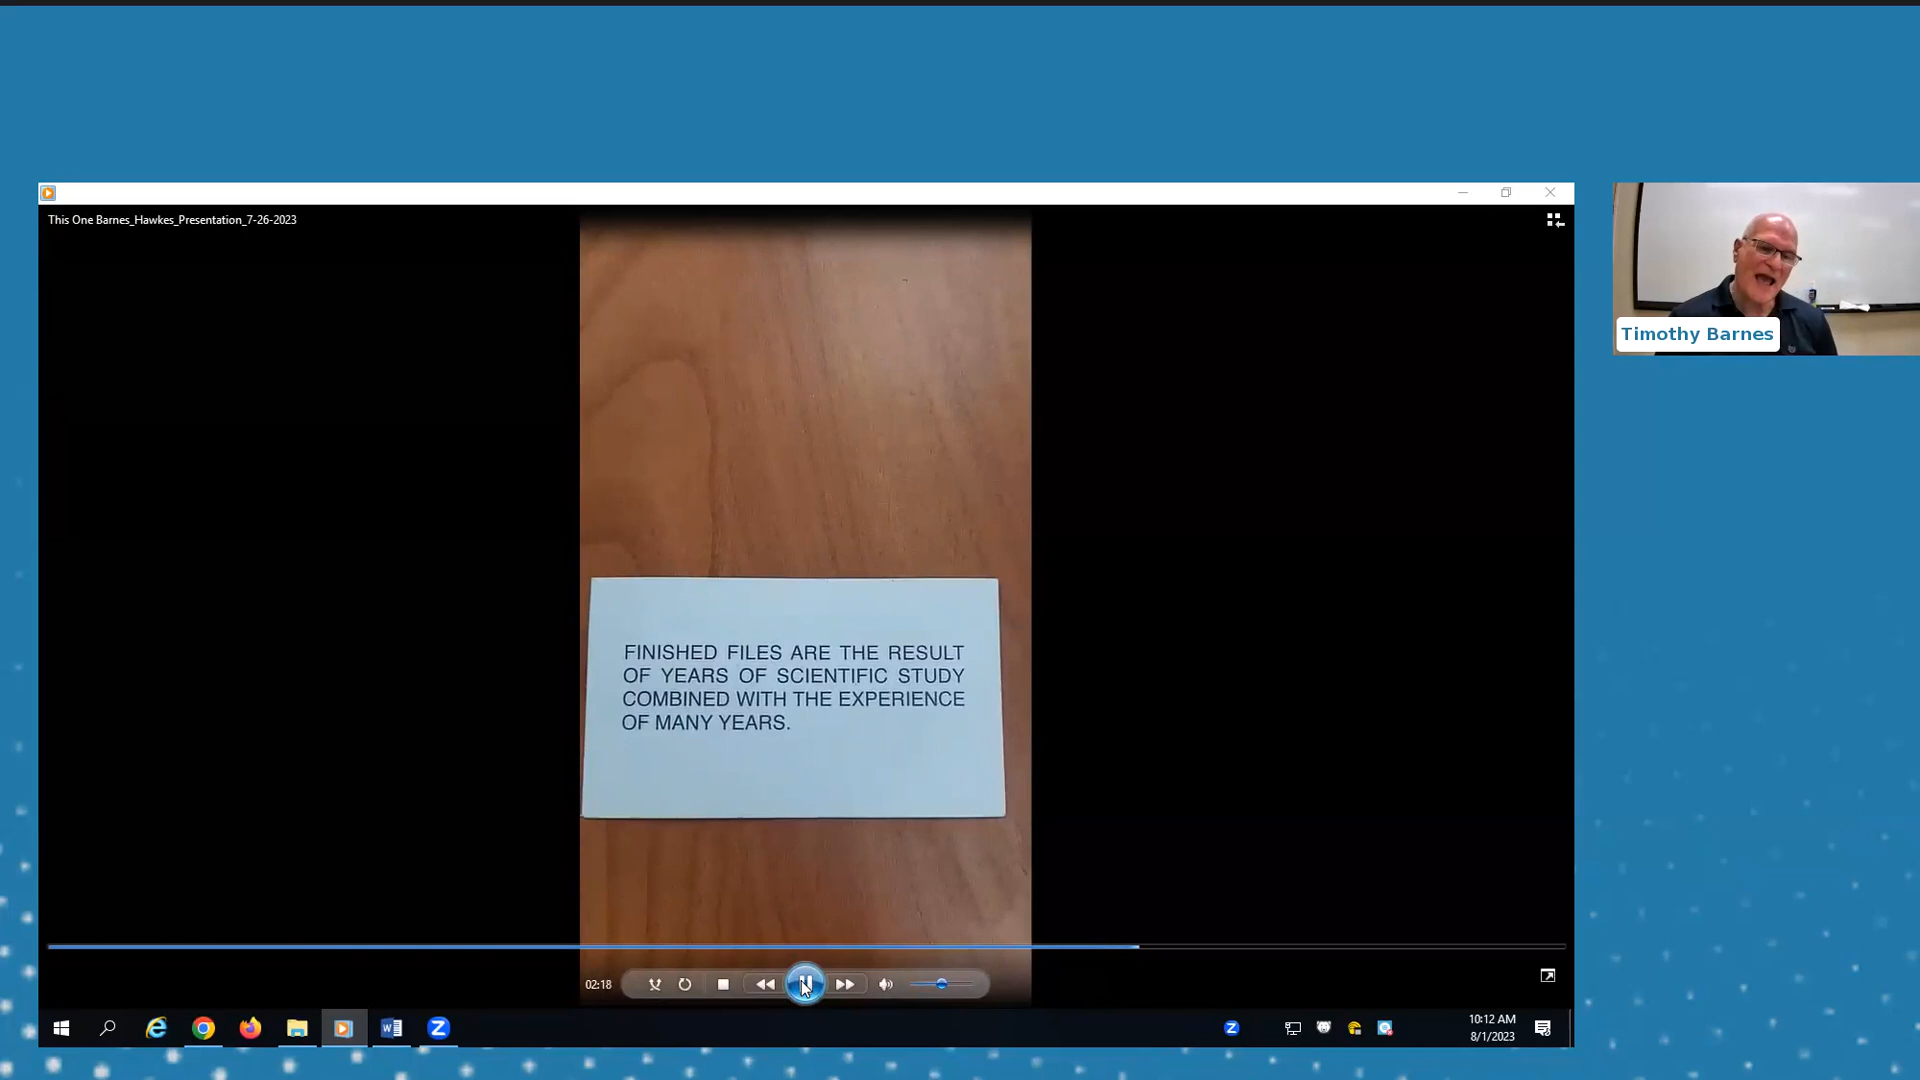 This One Barnes_Hawkes_Presentation_7-26-2023
Timothy Barnes
FINISHED FILES ARE THE RESULT
OF YEARS OF SCIENTIFIC STUDY
COMBINED WITH THE EXPERIENCE
OF MANY YEARS.
02:18
10:12 AM
8/1/2023